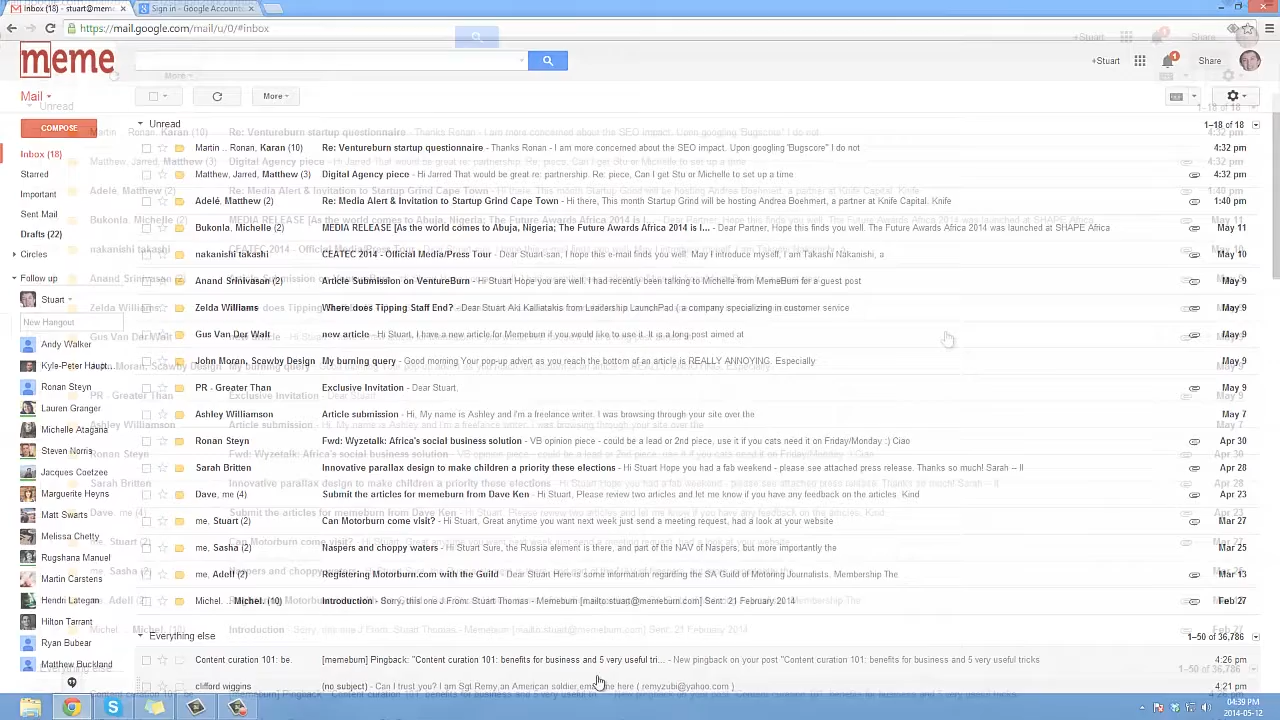 Inbox (18) - stuart@meme
Sign in - Google Accounts
https://mail.google.com/mail/u/0/#inbox
meme
+Stuart
1
Share
Mail
More
COMPOSE
Unread
1–18 of 18
Martin .. Ronan, Karan (10) Re: Ventureburn startup questionnaire - Thanks Ronan - I am more concerned about the SEO impact. Upon googling 'Bugscore" I do not 4:32 pm
Inbox (18)
Matthew, Jarred, Matthew (3) Digital Agency piece - Hi Jarred That would be great re: partnership. Re: piece, Can I get Stu or Michelle to set up a time 4:32 pm
Starred
Important
Adele, Matthew (2) Re: Media Alert & Invitation to Startup Grind Cape Town - Hi there, This month Startup Grind will be hosting Andrea Boehmert, a partner at Knife Capital. Knife 1:40 pm
Sent Mail
Bukonla, Michelle (2) MEDIA RELEASE [As the world comes to Abuja, Nigeria; The Future Awards Africa 2014 is l... - Dear Partner, Hope this finds you well. The Future Awards Africa 2014 was launched at SHAPE Africa May 11
Drafts (22)
Circles
nakanishi takashi CEATEC 2014 - Official Media/Press Tour - Dear Stuart-san, I hope this e-mail finds you well. May I introduce myself, I am Takashi Nakanishi, a May 10
Follow up
Anand Srinivason (2) Article Submission on VentureBurn - Hi Stuart Hope you are well. I had recently been talking to Michelle from MemeBurn for a guest post May 9
Stuart
Zelda Williams Where does Tipping Staff End? - Dear Stuart Aki Kalliatakis from Leadership LaunchPad ( a company specializing in customer service May 9
New Hangout
Gus Van Der Walt new article - Hi Stuart, I have a new article for Memeburn if you would like to use it. It is a long-post aimed at May 9
Andy Walker
John Moran, Scawby Design My burning query - Good morning Your pop-up advert as you reach the bottom of an article is REALLY ANNOYING. Especially May 9
Kyle-Peter Haupt...
PR - Greater Than Exclusive Invitation - Dear Stuart, May 9
Ronan Steyn
Lauren Granger
Ashley Williamson Article submission - Hi, My name is Ashley and I'm a freelance writer. I was browsing through your site over the May 7
Michelle Atagana
Ronan Steyn Fwd: Wyzetalk: Africa's social business solution - VB opinion piece - could be a lead or 2nd piece, use it if you cats need it on Friday/Monday :) Ciao Apr 30
Steven Norris
Sarah Britten Innovative parallax design to make children a priority these elections - Hi Stuart Hope you had a fab weekend - please see attached press release. Thanks so much! Sarah -- II Apr 28
Jacques Coetzee
Marguerite Heyns
Dave, me (4) Submit the articles for memeburn from Dave Ken - Hi Stuart, Please review two articles and let me know if you have any feedback on the articles. Kind Apr 23
Matt Swarts
me, Stuart (2) Can Motorburn come visit? - Hi Stuart, Great anytime you want next week just send a meeting request, had a look at your website Mar 27
Melissa Chetty
me, Sasha (2) Naspers and choppy waters - Hi Stuart Sure, the Russia element is there, and part of the NAV of Naspers, but more importantly the Mar 25
Rugshana Manuel
Martin Carstens
me, Adell (2) Registering Motorburn.com with the Guild - Dear Stuart Here is some information regarding the SA Guild of Motoring Journalists. Membership The Mar 13
Hendri Lategan
Michel .. Michel. (10) Introduction - Sorry, this one J From: Stuart Thomas - Memeburn [mailto:stuart@memeburn.com] Sent: 21 February 2014 Feb 27
Hilton Tarrant
Everything else
1–50 of 36,786
Ryan Bubear
Matthew Buckland
Content curation 101: be. [memeburn] Pingback: "Content curation 101: benefits for business and 5 very useful tri... - New pingback on your post "Content curation 101: benefits for business and 5 very useful tricks 4:26 pm
clifford wiggins (no subject) - Can I trust you? I am Sgt Remy an American soldier email me here ( remyzubi@yahoo.com ) 4:21 pm
04:39 PM
2014-05-12